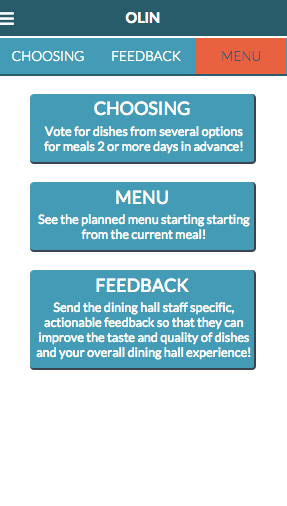 OLIN
CHOOSING FEEDBACK MENU
CHOOSING
Vote for dishes from several options
for meals 2 or more days in advance!
MENU
See the planned menu starting starting
from the current meal!
FEEDBACK
Send the dining hall staff specific,
actionable feedback so that they can
improve the taste and quality of dishes
and your overall dining hall experience!